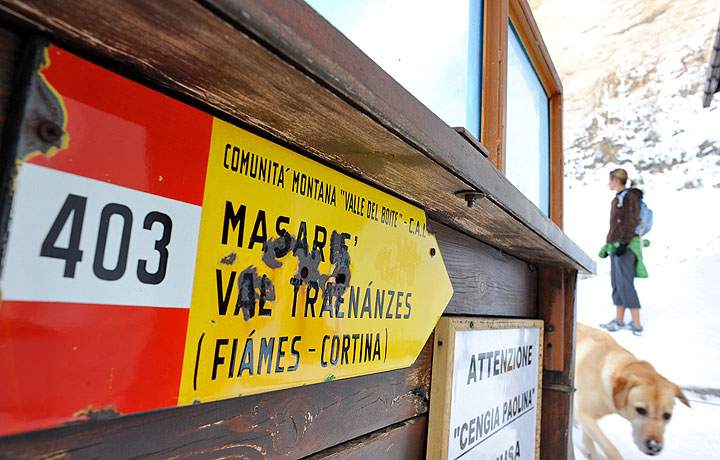 403
COMUNITA' MONTANA "VALLE DEL BOITE" - C.A.I.
MASARE'
VAL TRAENÁNZES
(FIÁMES - CORTINA)
ATTENZIONE
"CENGIA PAOLINA"